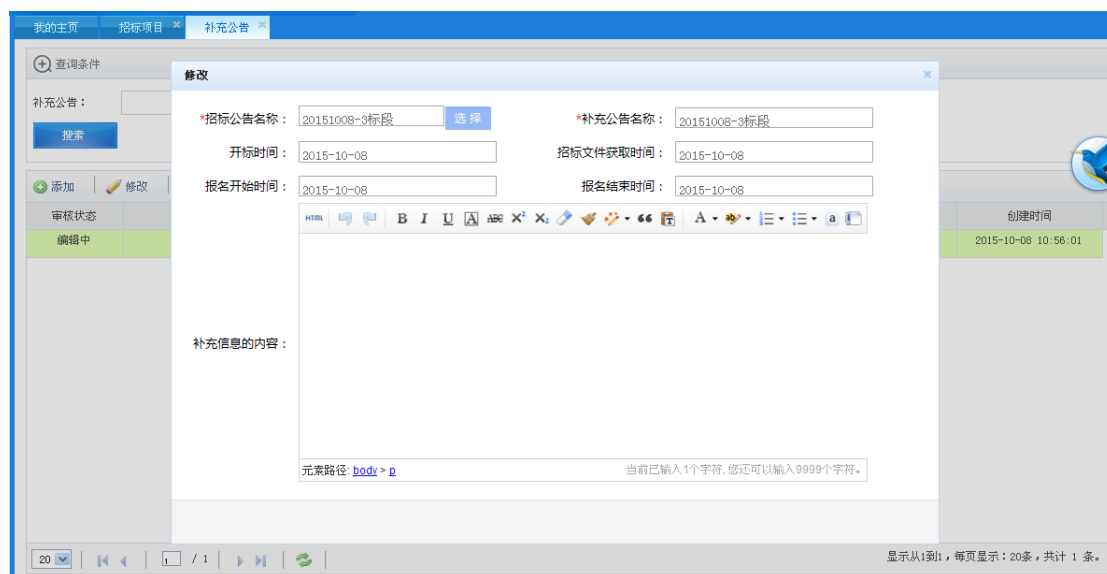 我的主页 招标项目 补充公告
查询条件
修改
补充公告：
*招标公告名称： 20151008-3标段 选择 *补充公告名称： 20151008-3标段
搜索
开标时间： 2015-10-08 招标文件获取时间： 2015-10-08
添加 修改
报名开始时间： 2015-10-08 报名结束时间： 2015-10-08
审核状态 创建时间
HTML B I U A ABC X² X₂ A a
编辑中 2015-10-08 10:56:01
补充信息的内容：
元素路径: body > p 当前已输入1个字符, 您还可以输入9999个字符。
20 1 / 1 显示从1到1，每页显示：20条，共计 1 条。